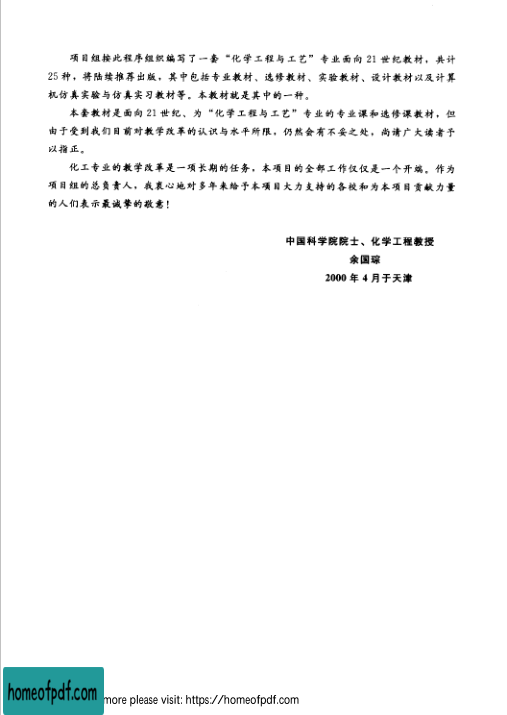 项目组按此程序组织编写了一套“化学工程与工艺”专业面向21世纪教材，共计
25种，将陆续推荐出版，其中包括专业教材、选修教材、实验教材、设计教材以及计算
机仿真实验与仿真实习教材等。本教材就是其中的一种。
本套教材是面向21世纪、为“化学工程与工艺”专业的专业课和选修课教材，但
由于受到我们目前对教学改革的认识与水平所限，仍然会有不妥之处，尚请广大读者予
以指正。
化工专业的教学改革是一项长期的任务，本项目的全部工作仅仅是一个开端。作为
项目组的总负责人，我衷心地对多年来给予本项目大力支持的各校和为本项目贡献力量
的人们表示最诚挚的敬意！
中国科学院院士、化学工程教授
余国琮
2000年4月于天津
homeofpdf.com
more please visit: https://homeofpdf.com